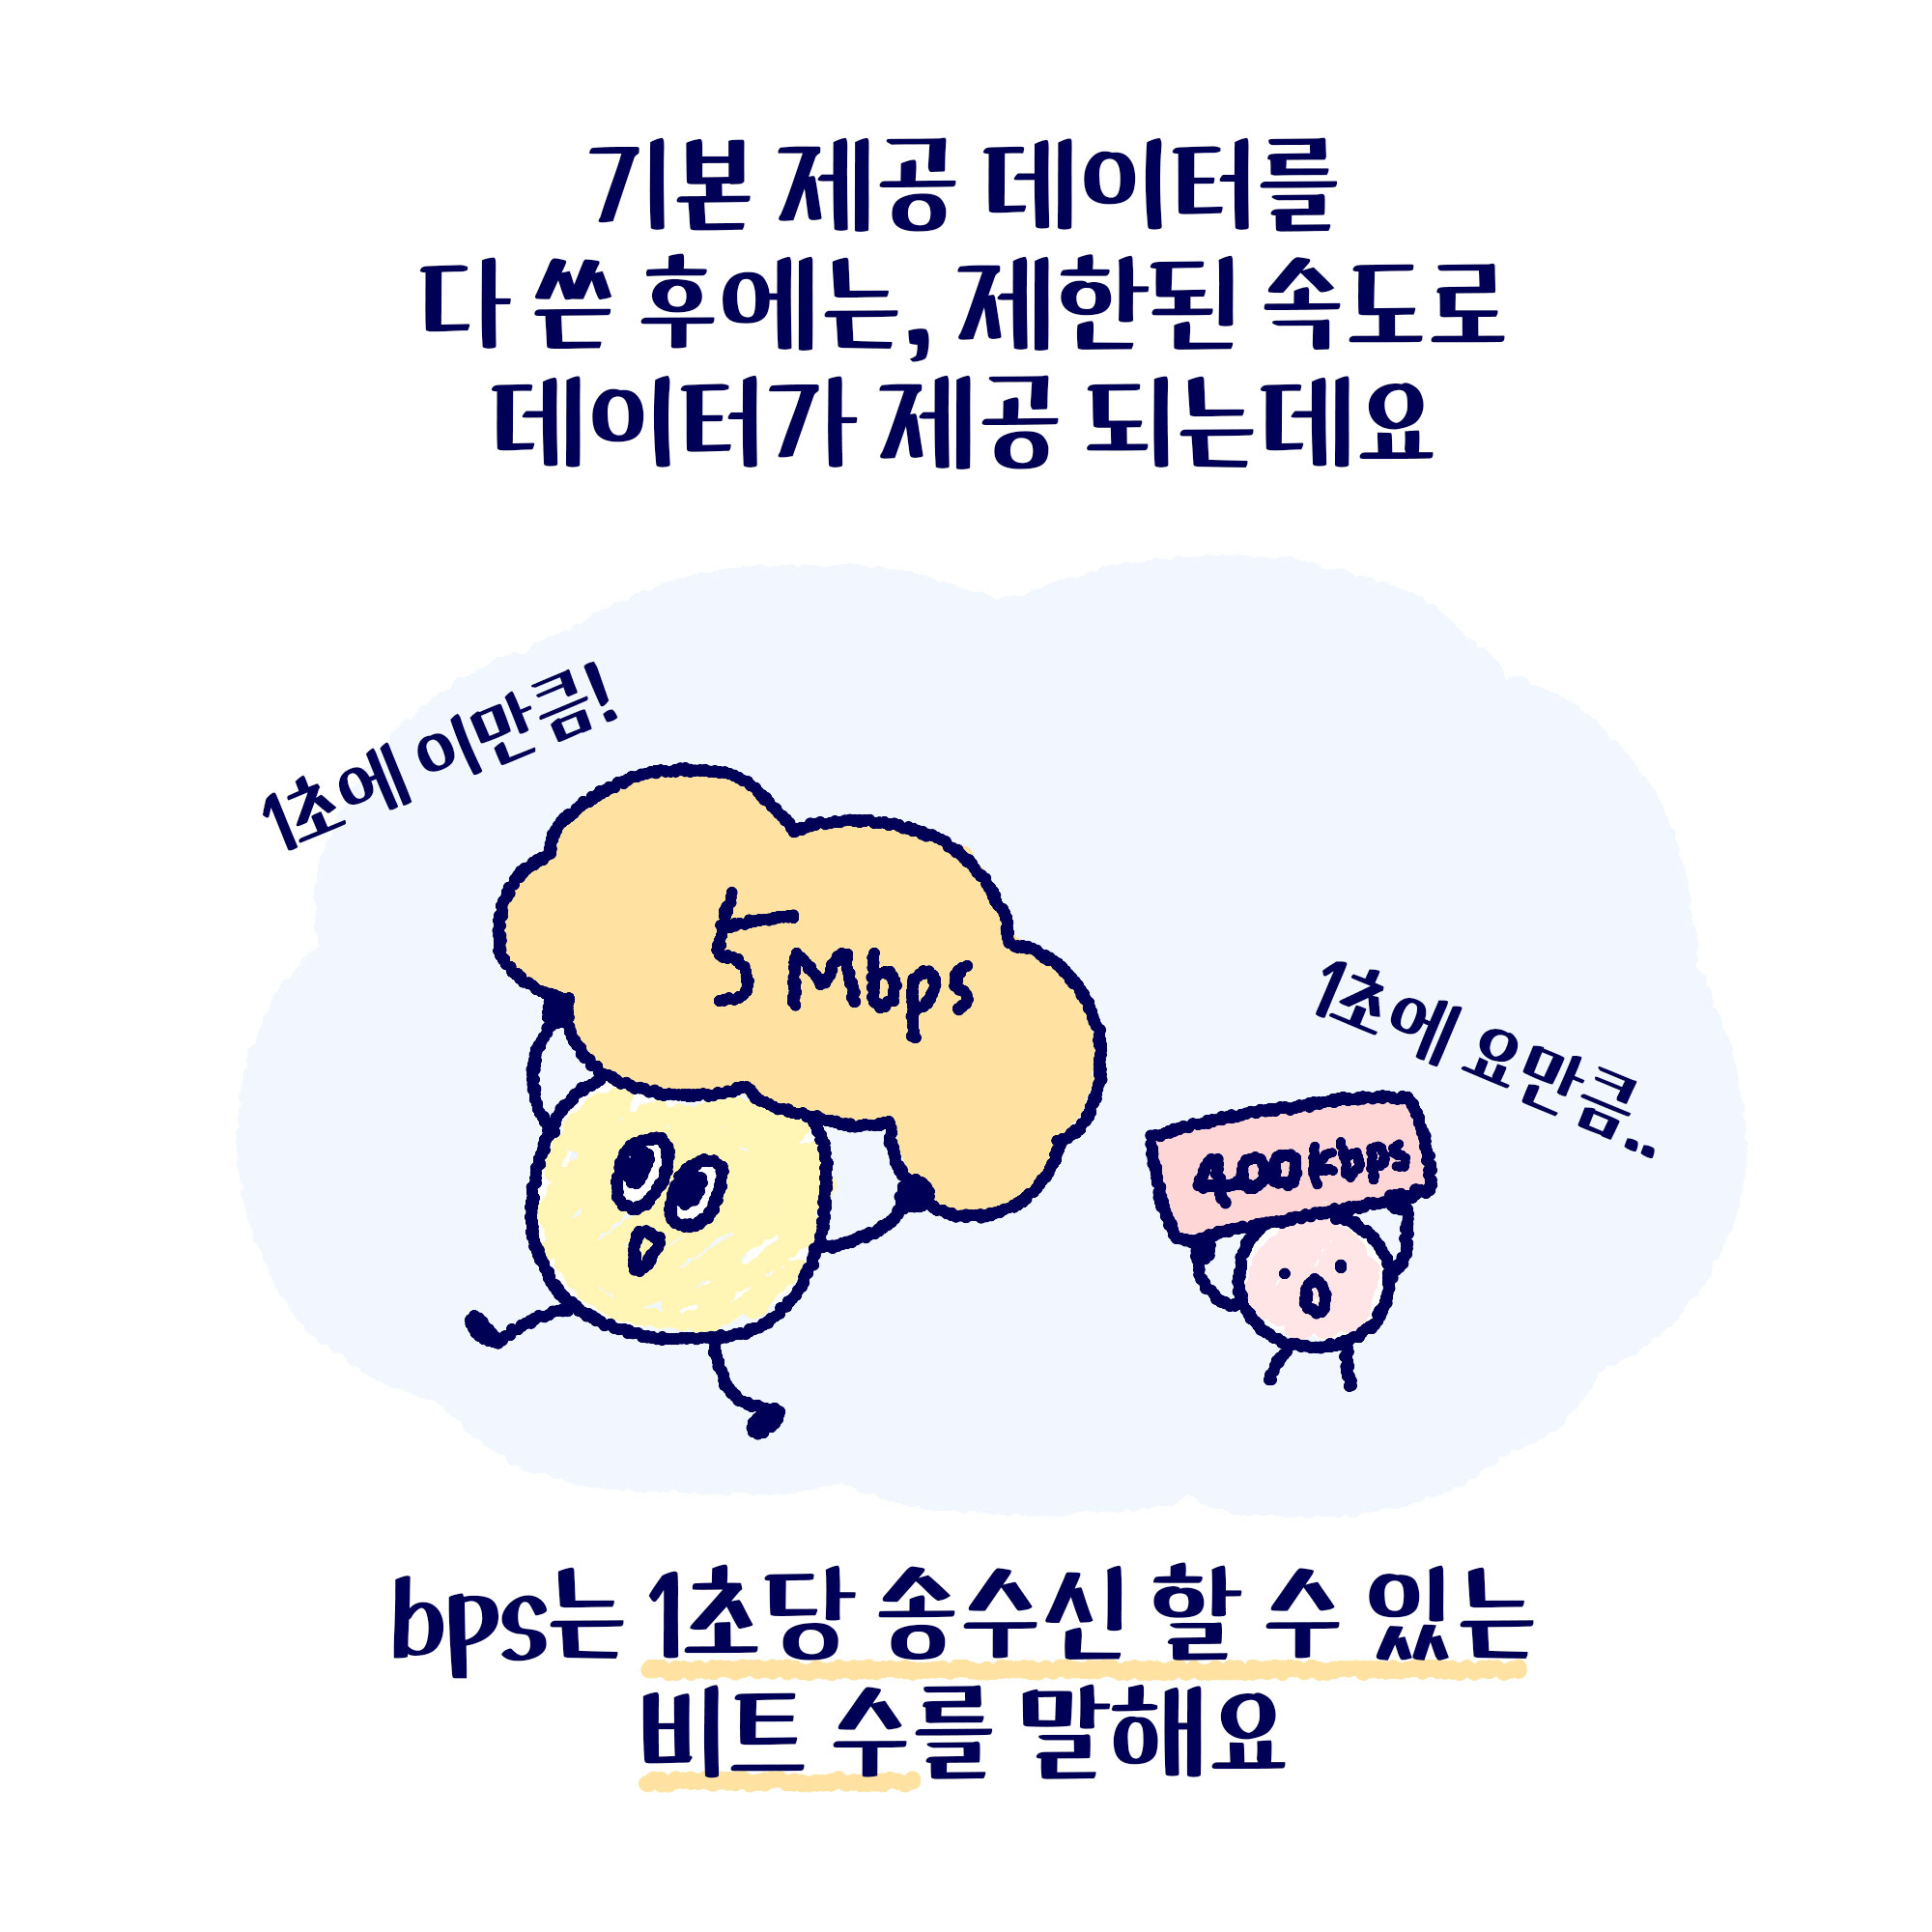 기본 제공 데이터를
다 쓴 후에는, 제한된 속도로
데이터가 제공 되는데요
1초에 이만큼!
5Mbps
1초에 요만큼..
400kbps
bps는 1초당 송수신 할 수 있는
비트 수를 말해요